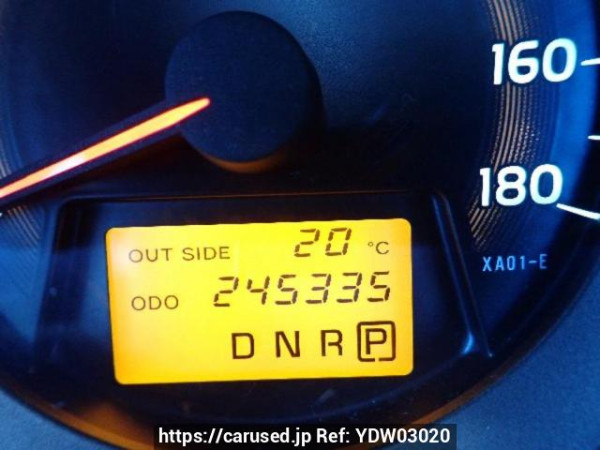 160
180
OUT SIDE 20 °C
XA01-E
ODO 245335
D N R P
https://carused.jp Ref: YDW03020